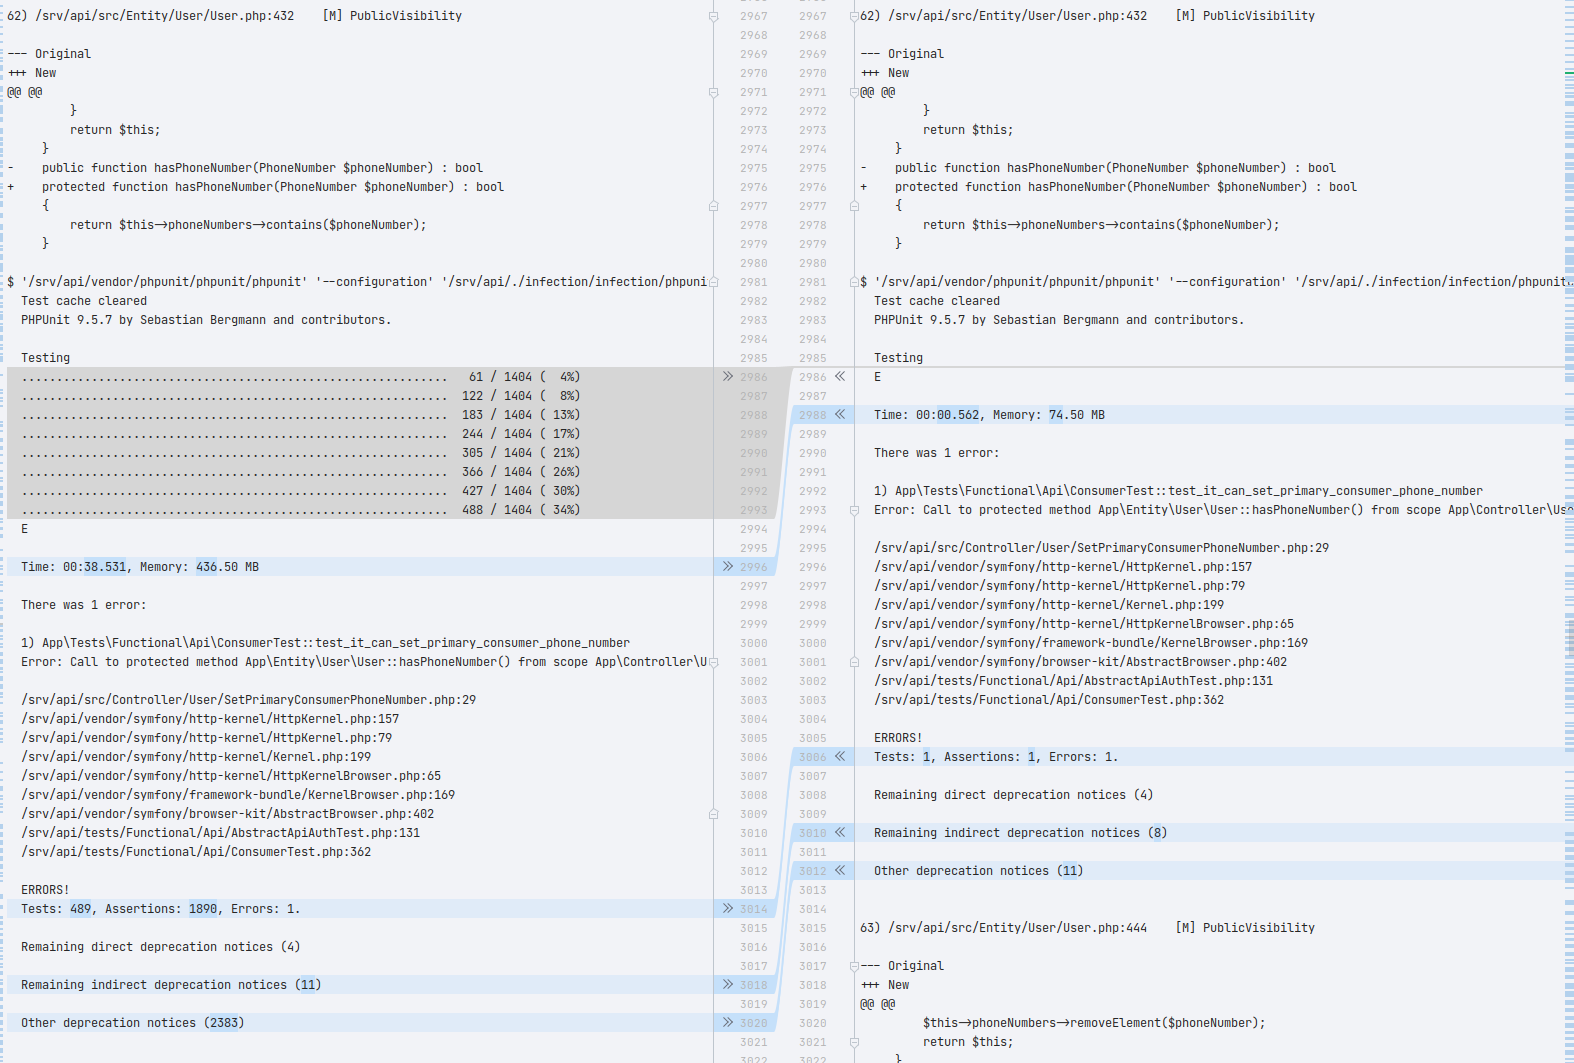 62) /srv/api/src/Entity/User/User.php:432    [M] PublicVisibility
--- Original
+++ New
@@ @@
}
return $this;
}
-    public function hasPhoneNumber(PhoneNumber $phoneNumber) : bool
+    protected function hasPhoneNumber(PhoneNumber $phoneNumber) : bool
{
return $this->phoneNumbers->contains($phoneNumber);
}
$ '/srv/api/vendor/phpunit/phpunit/phpunit' '--configuration' '/srv/api/./infection/infection/phpuni
Test cache cleared
PHPUnit 9.5.7 by Sebastian Bergmann and contributors.
Testing
.............................................................   61 / 1404 (  4%)
.............................................................  122 / 1404 (  8%)
.............................................................  183 / 1404 ( 13%)
.............................................................  244 / 1404 ( 17%)
.............................................................  305 / 1404 ( 21%)
.............................................................  366 / 1404 ( 26%)
.............................................................  427 / 1404 ( 30%)
.............................................................  488 / 1404 ( 34%)
E
Time: 00:38.531, Memory: 436.50 MB
There was 1 error:
1) App\Tests\Functional\Api\ConsumerTest::test_it_can_set_primary_consumer_phone_number
Error: Call to protected method App\Entity\User\User::hasPhoneNumber() from scope App\Controller\U
/srv/api/src/Controller/User/SetPrimaryConsumerPhoneNumber.php:29
/srv/api/vendor/symfony/http-kernel/HttpKernel.php:157
/srv/api/vendor/symfony/http-kernel/HttpKernel.php:79
/srv/api/vendor/symfony/http-kernel/Kernel.php:199
/srv/api/vendor/symfony/http-kernel/HttpKernelBrowser.php:65
/srv/api/vendor/symfony/framework-bundle/KernelBrowser.php:169
/srv/api/vendor/symfony/browser-kit/AbstractBrowser.php:402
/srv/api/tests/Functional/Api/AbstractApiAuthTest.php:131
/srv/api/tests/Functional/Api/ConsumerTest.php:362
ERRORS!
Tests: 489, Assertions: 1890, Errors: 1.
Remaining direct deprecation notices (4)
Remaining indirect deprecation notices (11)
Other deprecation notices (2383)
2967 2967
2968 2968
2969 2969
2970 2970
2971 2971
2972 2972
2973 2973
2974 2974
2975 2975
2976 2976
2977 2977
2978 2978
2979 2979
2980 2980
2981 2981
2982 2982
2983 2983
2984 2984
2985 2985
2986 2986
2987 2987
2988 2988
2989 2989
2990 2990
2991 2991
2992 2992
2993 2993
2994 2994
2995 2995
2996 2996
2997 2997
2998 2998
2999 2999
3000 3000
3001 3001
3002 3002
3003 3003
3004 3004
3005 3005
3006 3006
3007 3007
3008 3008
3009 3009
3010 3010
3011 3011
3012 3012
3013 3013
3014 3014
3015 3015
3016 3016
3017 3017
3018 3018
3019 3019
3020 3020
3021 3021
3022 3022
62) /srv/api/src/Entity/User/User.php:432    [M] PublicVisibility
--- Original
+++ New
@@ @@
}
return $this;
}
-    public function hasPhoneNumber(PhoneNumber $phoneNumber) : bool
+    protected function hasPhoneNumber(PhoneNumber $phoneNumber) : bool
{
return $this->phoneNumbers->contains($phoneNumber);
}
$ '/srv/api/vendor/phpunit/phpunit/phpunit' '--configuration' '/srv/api/./infection/infection/phpunit
Test cache cleared
PHPUnit 9.5.7 by Sebastian Bergmann and contributors.
Testing
E
Time: 00:00.562, Memory: 74.50 MB
There was 1 error:
1) App\Tests\Functional\Api\ConsumerTest::test_it_can_set_primary_consumer_phone_number
Error: Call to protected method App\Entity\User\User::hasPhoneNumber() from scope App\Controller\Use
/srv/api/src/Controller/User/SetPrimaryConsumerPhoneNumber.php:29
/srv/api/vendor/symfony/http-kernel/HttpKernel.php:157
/srv/api/vendor/symfony/http-kernel/HttpKernel.php:79
/srv/api/vendor/symfony/http-kernel/Kernel.php:199
/srv/api/vendor/symfony/http-kernel/HttpKernelBrowser.php:65
/srv/api/vendor/symfony/framework-bundle/KernelBrowser.php:169
/srv/api/vendor/symfony/browser-kit/AbstractBrowser.php:402
/srv/api/tests/Functional/Api/AbstractApiAuthTest.php:131
/srv/api/tests/Functional/Api/ConsumerTest.php:362
ERRORS!
Tests: 1, Assertions: 1, Errors: 1.
Remaining direct deprecation notices (4)
Remaining indirect deprecation notices (8)
Other deprecation notices (11)
63) /srv/api/src/Entity/User/User.php:444    [M] PublicVisibility
--- Original
+++ New
@@ @@
$this->phoneNumbers->removeElement($phoneNumber);
return $this;
}